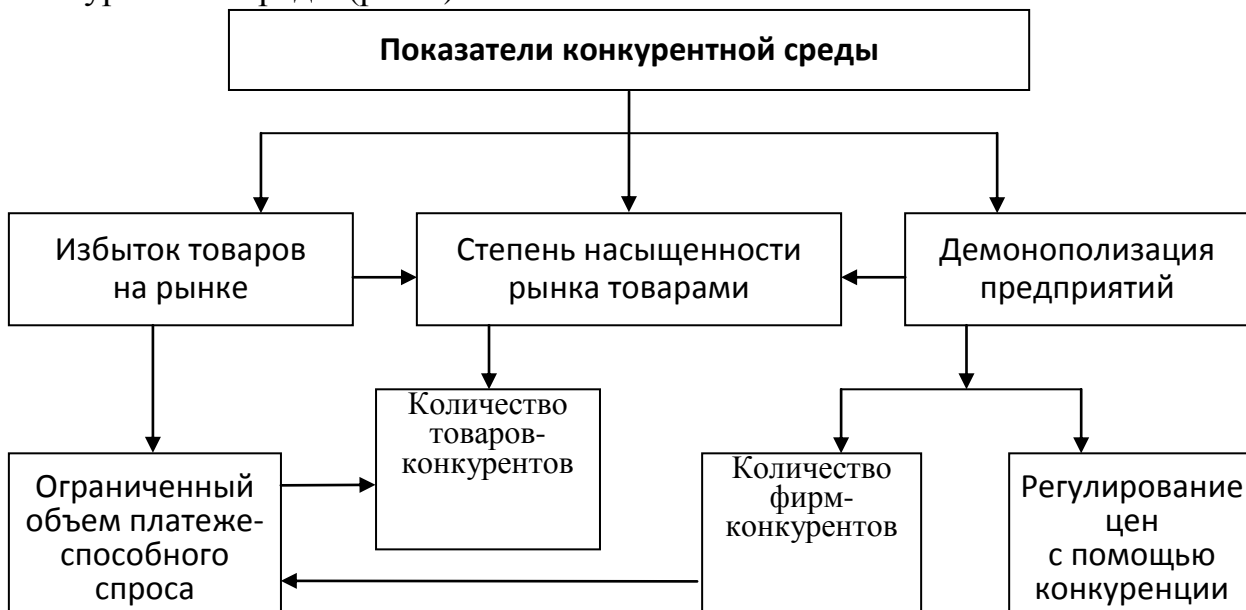 Показатели конкурентной среды
Избыток товаров
на рынке
Степень насыщенности
рынка товарами
Демонополизация
предприятий
Количество
товаров-
конкурентов
Ограниченный
объем платеже-
способного
спроса
Количество
фирм-
конкурентов
Регулирование
цен
с помощью
конкуренции